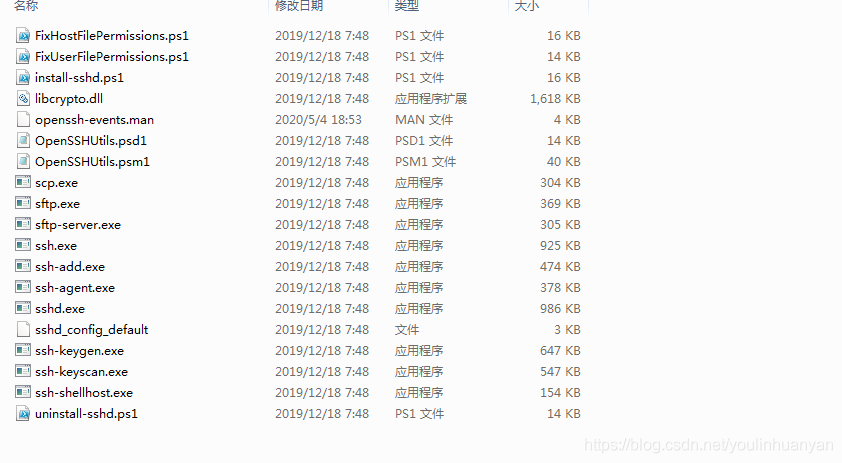 名称 修改日期 类型 大小
FixHostFilePermissions.ps1 2019/12/18 7:48 PS1 文件 16 KB
FixUserFilePermissions.ps1 2019/12/18 7:48 PS1 文件 14 KB
install-sshd.ps1 2019/12/18 7:48 PS1 文件 16 KB
libcrypto.dll 2019/12/18 7:48 应用程序扩展 1,618 KB
openssh-events.man 2020/5/4 18:53 MAN 文件 4 KB
OpenSSHUtils.psd1 2019/12/18 7:48 PSD1 文件 14 KB
OpenSSHUtils.psm1 2019/12/18 7:48 PSM1 文件 40 KB
scp.exe 2019/12/18 7:48 应用程序 304 KB
sftp.exe 2019/12/18 7:48 应用程序 369 KB
sftp-server.exe 2019/12/18 7:48 应用程序 305 KB
ssh.exe 2019/12/18 7:48 应用程序 925 KB
ssh-add.exe 2019/12/18 7:48 应用程序 474 KB
ssh-agent.exe 2019/12/18 7:48 应用程序 378 KB
sshd.exe 2019/12/18 7:48 应用程序 986 KB
sshd_config_default 2019/12/18 7:48 文件 3 KB
ssh-keygen.exe 2019/12/18 7:48 应用程序 647 KB
ssh-keyscan.exe 2019/12/18 7:48 应用程序 547 KB
ssh-shellhost.exe 2019/12/18 7:48 应用程序 154 KB
uninstall-sshd.ps1 2019/12/18 7:48 PS1 文件 14 KB
https://blog.csdn.net/youlinhuanyan